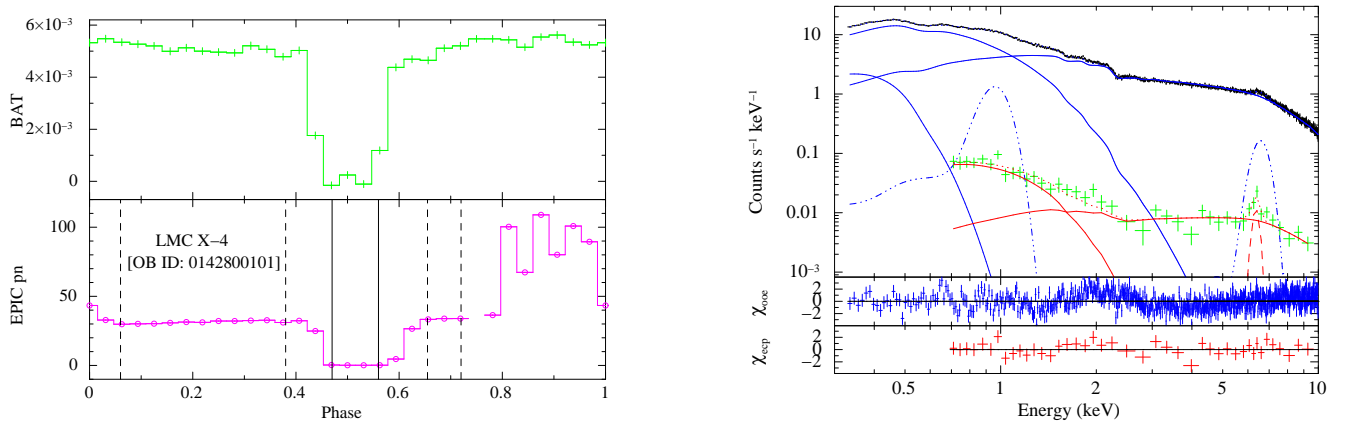 6×10⁻³
4×10⁻³
2×10⁻³
0
BAT
100
50
0
EPIC pn
LMC X−4
[OB ID: 0142800101]
0 0.2 0.4 0.6 0.8 1
Phase
10
1
0.1
0.01
10⁻³
Counts s⁻¹ keV⁻¹
2
0
−2
χooe
2
0
−2
χecp
0.5 1 2 5 10
Energy (keV)